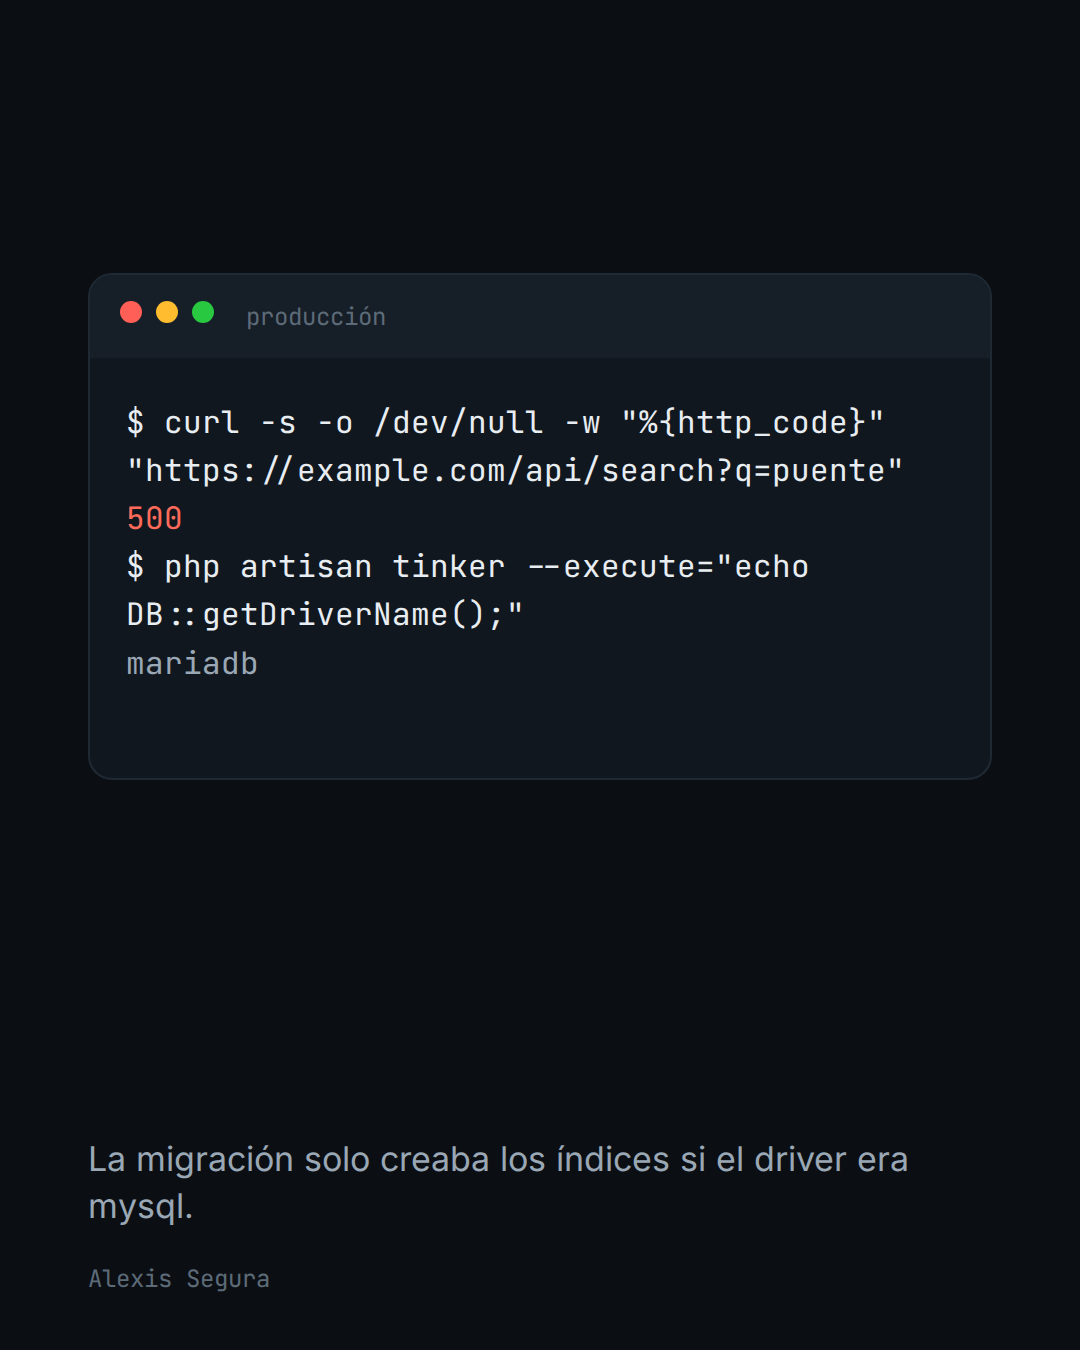 producción
$ curl -s -o /dev/null -w "%{http_code}"
"https://example.com/api/search?q=puente"
500
$ php artisan tinker --execute="echo
DB::getDriverName();"
mariadb
La migración solo creaba los índices si el driver era
mysql.
Alexis Segura